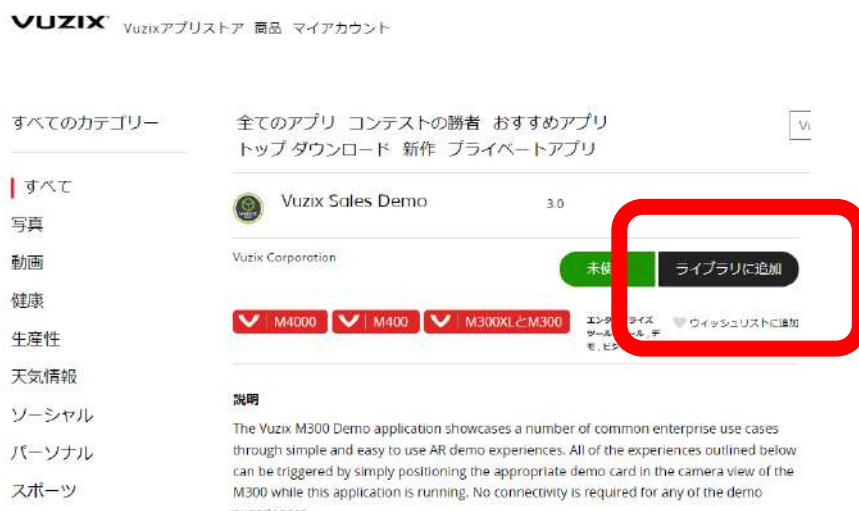 VUZIX Vuzixアプリストア 商品 マイアカウント
すべてのカテゴリー
全てのアプリ コンテストの勝者 おすすめアプリ
トップ ダウンロード 新作 プライベートアプリ
すべて
写真
動画
健康
生産性
天気情報
ソーシャル
パーソナル
スポーツ
Vuzix Sales Demo 3.0
Vuzix Corporation
ライブラリに追加
M4000 M400 M300XLとM300
ウィッシュリストに追加
説明
The Vuzix M300 Demo application showcases a number of common enterprise use cases
through simple and easy to use AR demo experiences. All of the experiences outlined below
can be triggered by simply positioning the appropriate demo card in the camera view of the
M300 while this application is running. No connectivity is required for any of the demo